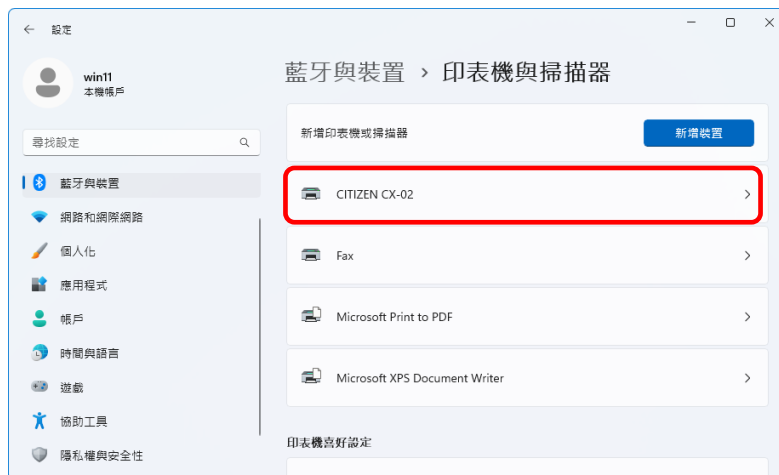 設定
win11
本機帳戶
尋找設定
藍牙與裝置
網路和網際網路
個人化
應用程式
帳戶
時間與語言
遊戲
協助工具
隱私權與安全性
藍牙與裝置 › 印表機與掃描器
新增印表機或掃描器
新增裝置
CITIZEN CX-02
Fax
Microsoft Print to PDF
Microsoft XPS Document Writer
印表機喜好設定